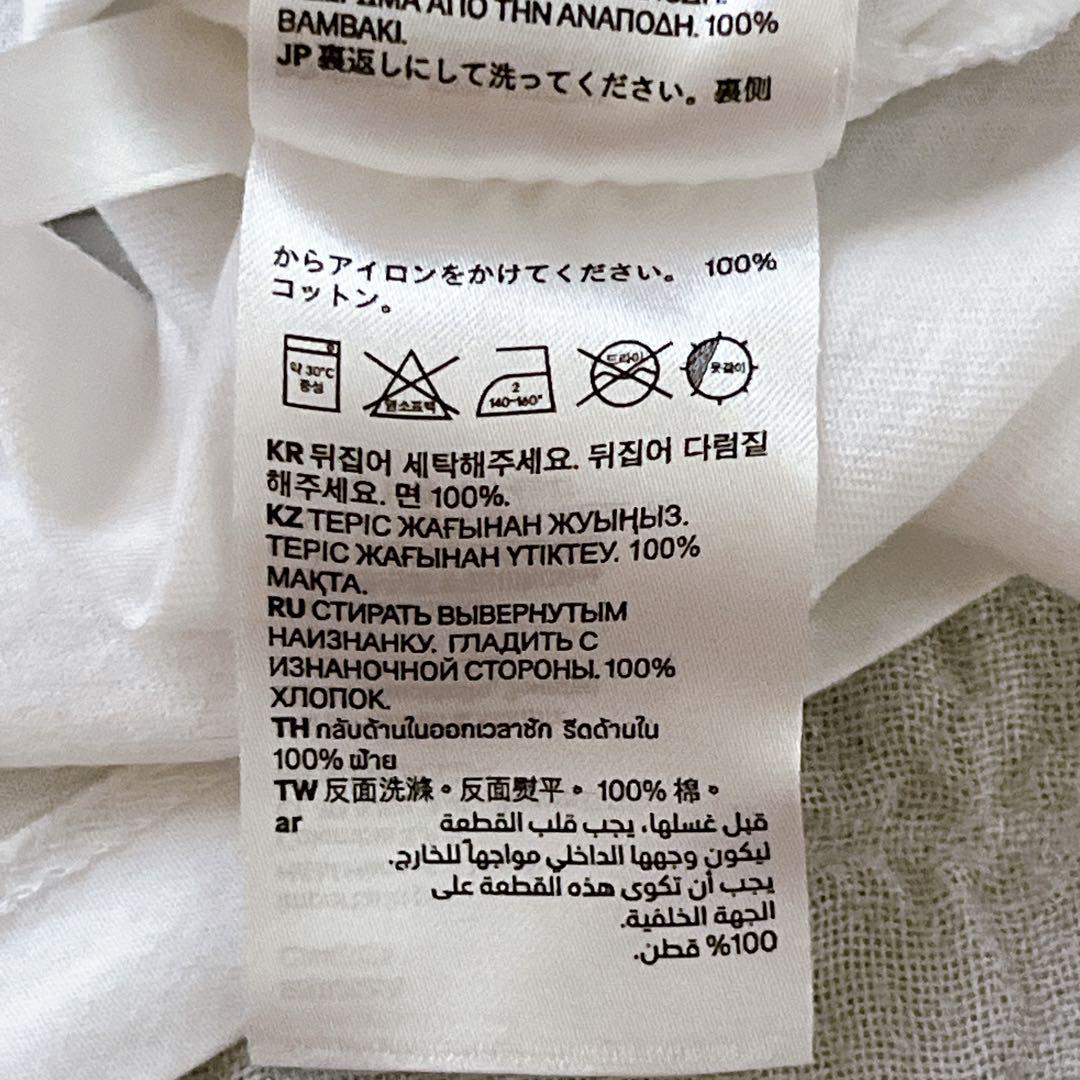 ΑΠΟ ΤΗΝ ΑΝΑΠΟΔΗ. 100%
ΒΑΜΒΑΚΙ.
JP 裏返しにして洗ってください。裏側
からアイロンをかけてください。 100%
コットン。
약 30°C
중성
염소표백
2
140~160°
드라이
옷걸이
KR 뒤집어 세탁해주세요. 뒤집어 다림질
해주세요. 면 100%.
KZ ТЕРІС ЖАҒЫНАН ЖУЫҢЫЗ.
ТЕРІС ЖАҒЫНАН ҮТІКТЕУ. 100%
МАҚТА.
RU СТИРАТЬ ВЫВЕРНУТЫМ
НАИЗНАНКУ. ГЛАДИТЬ С
ИЗНАНОЧНОЙ СТОРОНЫ. 100%
ХЛОПОК.
TH กลับด้านในออกเวลาซัก รีดด้านใน
100% ฝ้าย
TW 反面洗滌。反面熨平。 100% 棉。
ar قبل غسلها، يجب قلب القطعة
ليكون وجهها الداخلي مواجهاً للخارج.
يجب أن تكوى هذه القطعة على
الجهة الخلفية.
100% قطن.